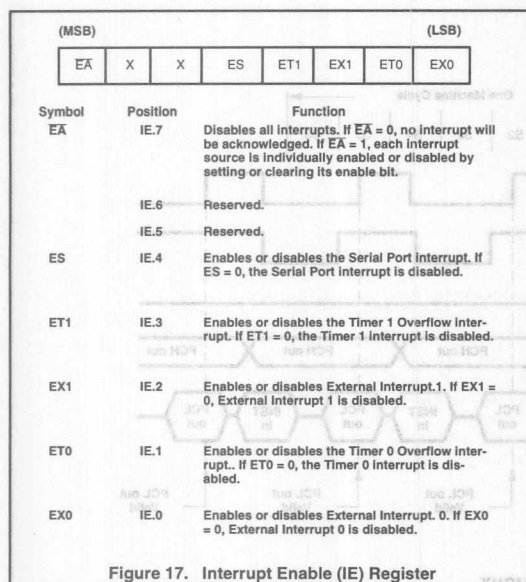 (MSB) (LSB)
EA X X ES ET1 EX1 ET0 EX0
Symbol Position Function
EA IE.7 Disables all interrupts. If EA = 0, no interrupt will
be acknowledged. If EA = 1, each interrupt
source is individually enabled or disabled by
setting or clearing its enable bit.
IE.6 Reserved.
IE.5 Reserved.
ES IE.4 Enables or disables the Serial Port interrupt. If
ES = 0, the Serial Port interrupt is disabled.
ET1 IE.3 Enables or disables the Timer 1 Overflow inter-
rupt. If ET1 = 0, the Timer 1 interrupt is disabled.
EX1 IE.2 Enables or disables External Interrupt.1. If EX1 =
0, External Interrupt 1 is disabled.
ET0 IE.1 Enables or disables the Timer 0 Overflow inter-
rupt.. If ET0 = 0, the Timer 0 interrupt is dis-
abled.
EX0 IE.0 Enables or disables External Interrupt. 0. If EX0
= 0, External Interrupt 0 is disabled.
Figure 17. Interrupt Enable (IE) Register